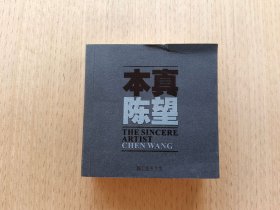 本真
陈望
THE SINCERE
ARTIST
CHEN WANG